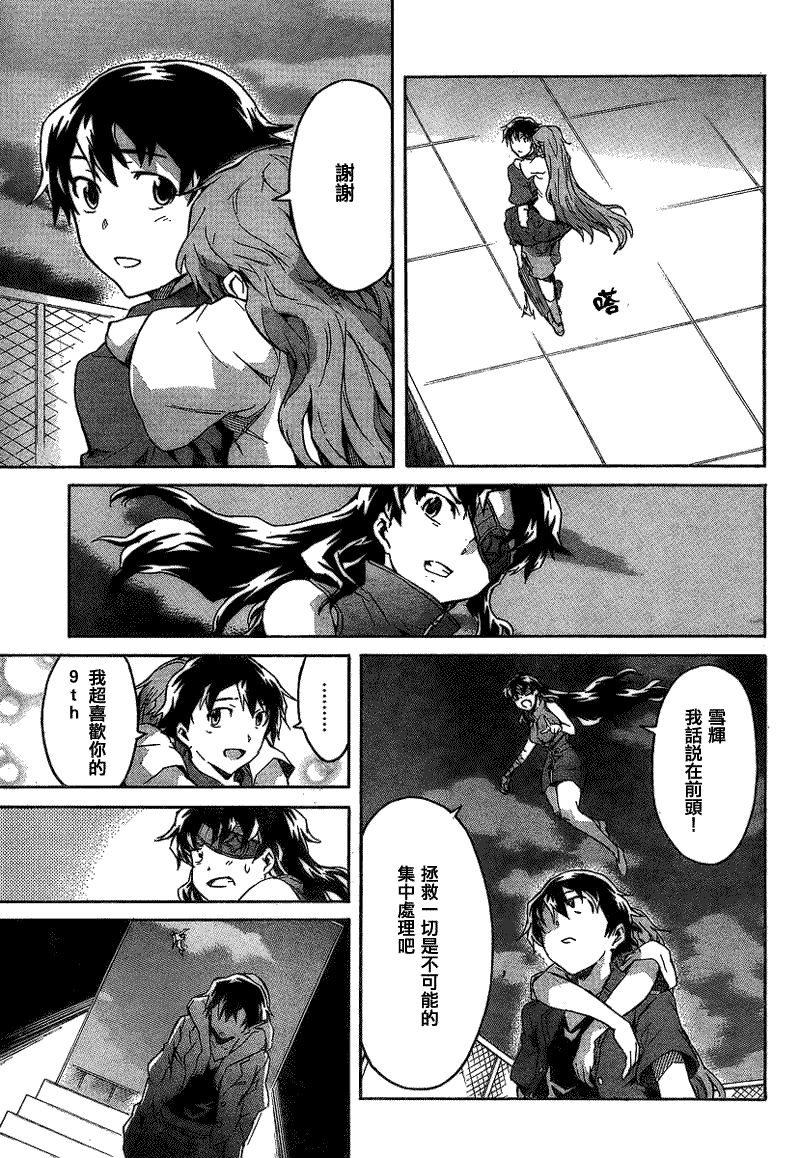 嗒
謝謝
雪輝
我話説在前頭！
拯救一切是不可能的
集中處理吧
…………
我超喜歡你的
9th